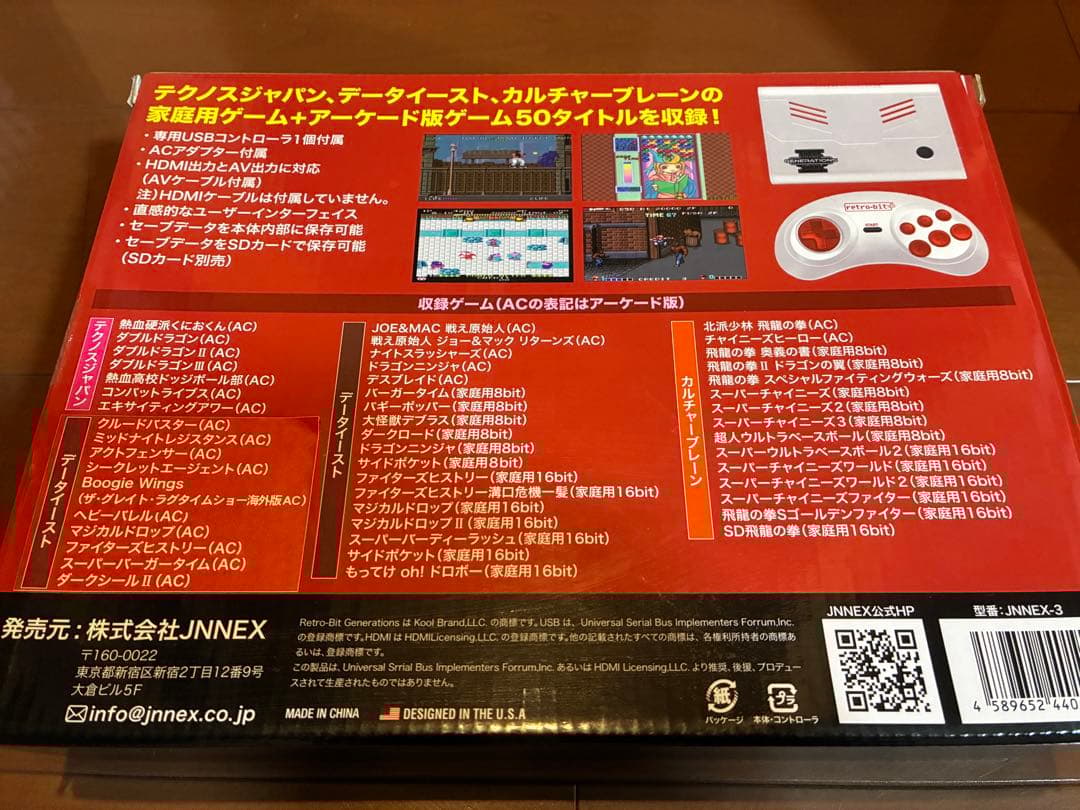 テクノスジャパン、データイースト、カルチャーブレーンの
家庭用ゲーム+アーケード版ゲーム50タイトルを収録！
・専用USBコントローラ1個付属
・ACアダプター付属
・HDMI出力とAV出力に対応
（AVケーブル付属）
注）HDMIケーブルは付属していません。
・直感的なユーザーインターフェイス
・セーブデータを本体内部に保存可能
・セーブデータをSDカードで保存可能
（SDカード別売）
TIME 67
GENERATIONS
retro-bit
START
収録ゲーム（ACの表記はアーケード版）
テクノスジャパン
熱血硬派くにおくん（AC）
ダブルドラゴン（AC）
ダブルドラゴンⅡ（AC）
ダブルドラゴンⅢ（AC）
熱血高校ドッジボール部（AC）
コンバットライブス（AC）
エキサイティングアワー（AC）
データイースト
クルードバスター（AC）
ミッドナイトレジスタンス（AC）
アクトフェンサー（AC）
シークレットエージェント（AC）
Boogie Wings
（ザ・グレイト・ラグタイムショー海外版AC）
ヘビーバレル（AC）
マジカルドロップ（AC）
ファイターズヒストリー（AC）
スーパーバーガータイム（AC）
ダークシールⅡ（AC）
データイースト
JOE&MAC 戦え原始人（AC）
戦え原始人 ジョー&マック リターンズ（AC）
ナイトスラッシャーズ（AC）
ドラゴンニンジャ（AC）
デスブレイド（AC）
バーガータイム（家庭用8bit）
バギーポッパー（家庭用8bit）
大怪獣デブラス（家庭用8bit）
ダークロード（家庭用8bit）
ドラゴンニンジャ（家庭用8bit）
サイドポケット（家庭用8bit）
ファイターズヒストリー（家庭用16bit）
ファイターズヒストリー溝口危機一髪（家庭用16bit）
マジカルドロップ（家庭用16bit）
マジカルドロップⅡ（家庭用16bit）
スーパーバーディーラッシュ（家庭用16bit）
サイドポケット（家庭用16bit）
もってけ oh! ドロボー（家庭用16bit）
カルチャーブレーン
北派少林 飛龍の拳（AC）
チャイニーズヒーロー（AC）
飛龍の拳 奥義の書（家庭用8bit）
飛龍の拳Ⅱ ドラゴンの翼（家庭用8bit）
飛龍の拳 スペシャルファイティングウォーズ（家庭用8bit）
スーパーチャイニーズ（家庭用8bit）
スーパーチャイニーズ2（家庭用8bit）
スーパーチャイニーズ3（家庭用8bit）
超人ウルトラベースボール（家庭用8bit）
スーパーウルトラベースボール2（家庭用16bit）
スーパーチャイニーズワールド（家庭用16bit）
スーパーチャイニーズワールド2（家庭用16bit）
スーパーチャイニーズファイター（家庭用16bit）
飛龍の拳Sゴールデンファイター（家庭用16bit）
SD飛龍の拳（家庭用16bit）
発売元：株式会社JNNEX
〒160-0022
東京都新宿区新宿2丁目12番9号
大倉ビル5F
info@jnnex.co.jp
Retro-Bit Generations は Kool Brand,LLC. の商標です。USB は、Universal Serial Bus Implementers Forrum,Inc.
の登録商標です。HDMI は HDMILicensing,LLC. の登録商標です。他の記載されたすべての商標は、各権利所持者の商標あ
るいは、登録商標です。
この製品は、Universal Srrial Bus Implementers Forrum,Inc. あるいは HDMI Licensing,LLC. より推奨、後援、プロデュー
スされて生産されたものではありません。
MADE IN CHINA
DESIGNED IN THE U.S.A
紙
パッケージ
プラ
本体・コントローラ
JNNEX公式HP
型番：JNNEX-3
4 589652 440